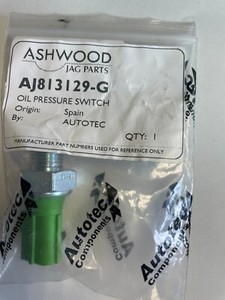 ASHWOOD
JAG PARTS
AJ813129-G
OIL PRESSURE SWITCH
Origin: Spain
By: AUTOTEC
QTY: 1
MANUFACTURER PART NUMBERS USED FOR REFERENCE ONLY
Autotec
Components
Autotec
Components